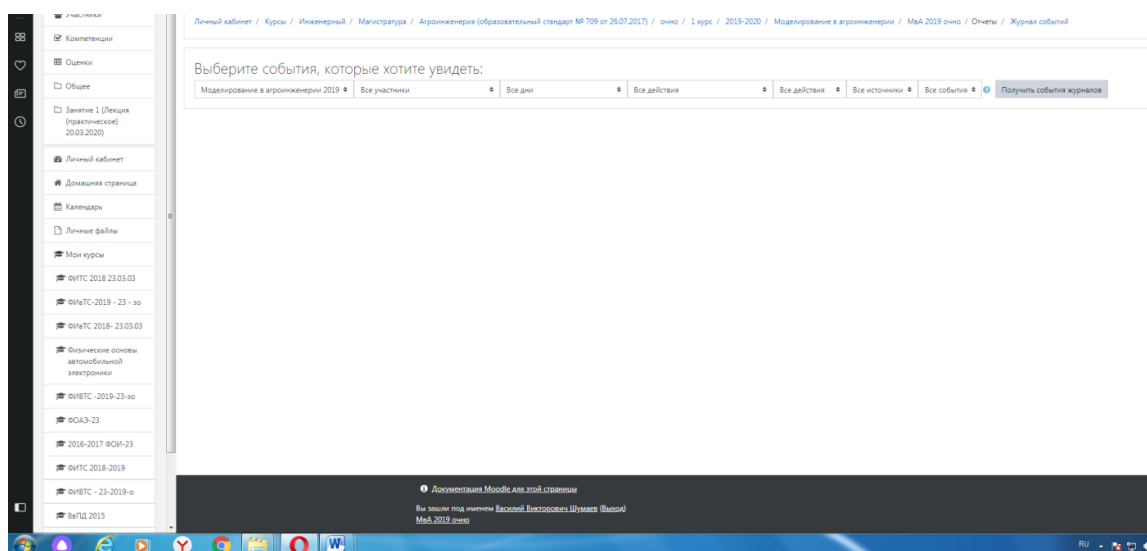 Участники
Личный кабинет / Курсы / Инженерный / Магистратура / Агроинженерия (образовательный стандарт № 709 от 26.07.2017) / очно / 1 курс / 2019-2020 / Моделирование в агроинженерии / МвА 2019 очно / Отчеты / Журнал событий
Компетенции
Оценки
Общее
Занятие 1 (Лекция
(практическое)
20.03.2020)
Личный кабинет
Домашняя страница
Календарь
Личные файлы
Мои курсы
ФИТС 2018 23.03.03
ФИвТС-2019 - 23 - зо
ФИвТС 2018- 23.03.03
Физические основы
автомобильной
электроники
ФИВТС -2019-23-зо
ФОАЭ-23
2016-2017 ФОИ-23
ФИТС 2018-2019
ФИВТС - 23-2019-о
ВвПД 2015
Выберите события, которые хотите увидеть:
Моделирование в агроинженерии 2019 Все участники Все дни Все действия Все действия Все источники Все события Получить события журналов
Документация Moodle для этой страницы
Вы зашли под именем Василий Викторович Шумаев (Выход)
МвА 2019 очно
RU